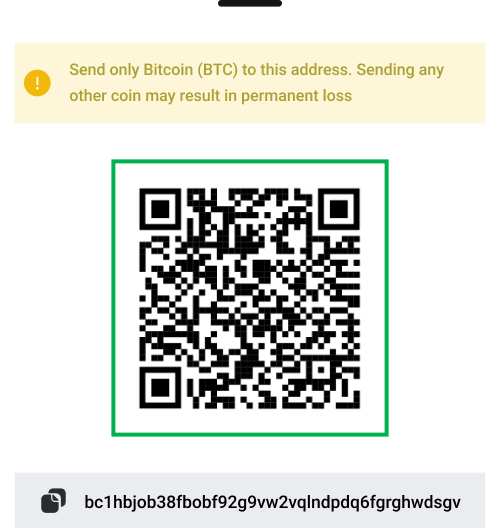 Send only Bitcoin (BTC) to this address. Sending any
other coin may result in permanent loss
bc1hbjob38fbobf92g9vw2vqlndpdq6fgrghwdsgv